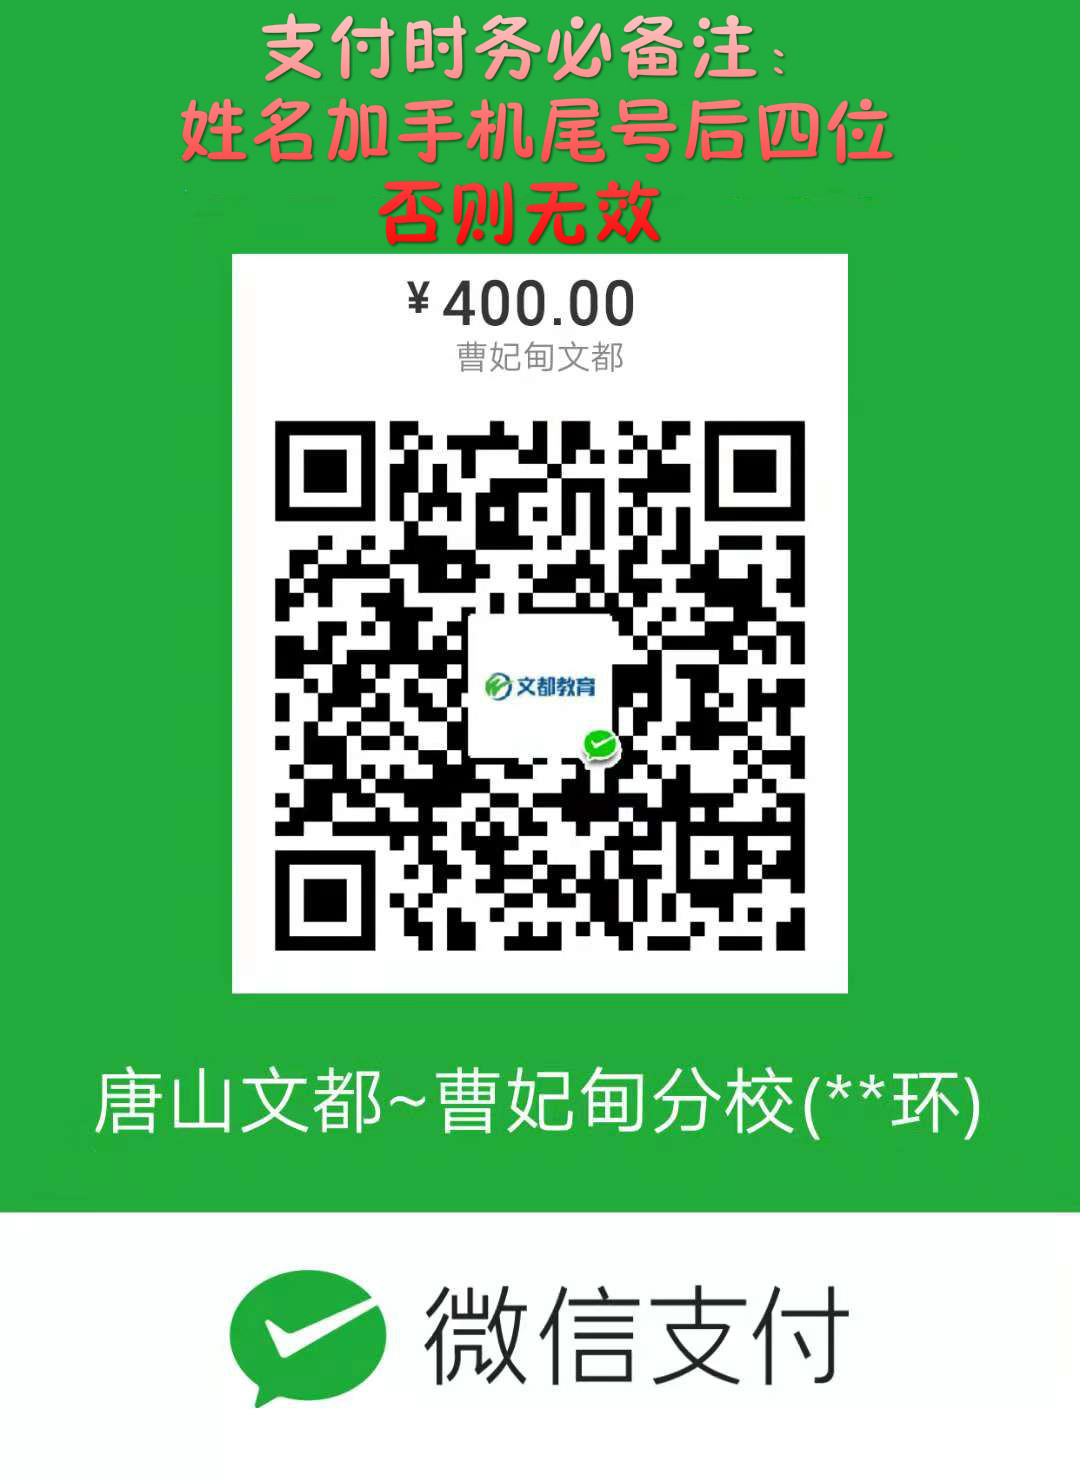 支付时务必备注：
姓名加手机尾号后四位
否则无效
¥400.00
曹妃甸文都
文都教育
唐山文都~曹妃甸分校(**环)
微信支付